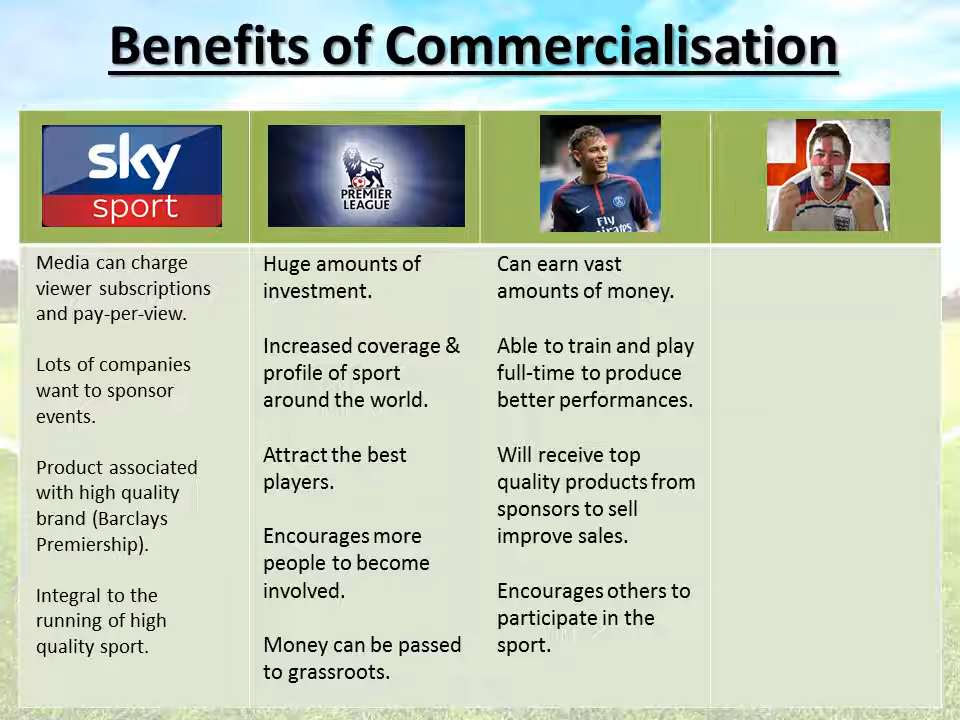 Benefits of Commercialisation
sky
sport
PREMIER
LEAGUE
Fly
Emirates
Media can charge
viewer subscriptions
and pay-per-view.
Lots of companies
want to sponsor
events.
Product associated
with high quality
brand (Barclays
Premiership).
Integral to the
running of high
quality sport.
Huge amounts of
investment.
Increased coverage &
profile of sport
around the world.
Attract the best
players.
Encourages more
people to become
involved.
Money can be passed
to grassroots.
Can earn vast
amounts of money.
Able to train and play
full-time to produce
better performances.
Will receive top
quality products from
sponsors to sell
improve sales.
Encourages others to
participate in the
sport.